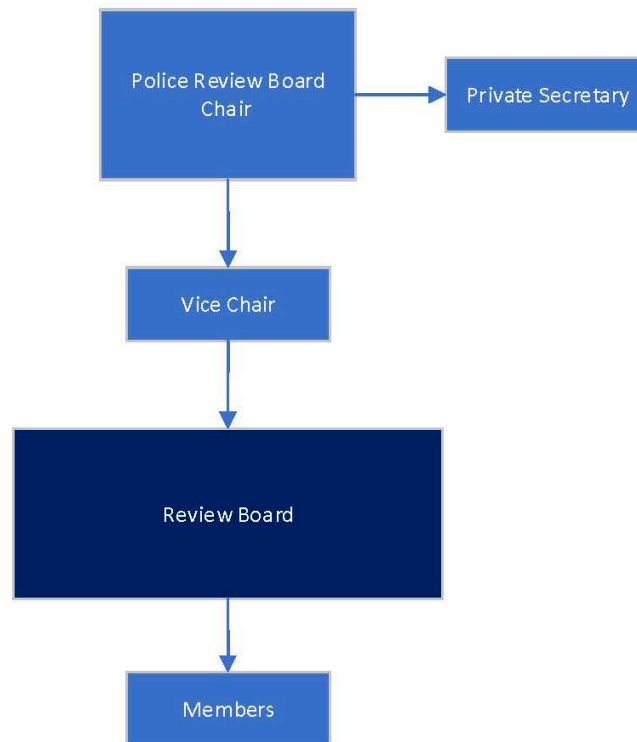 Police Review Board
Chair
Private Secretary
Vice Chair
Review Board
Members